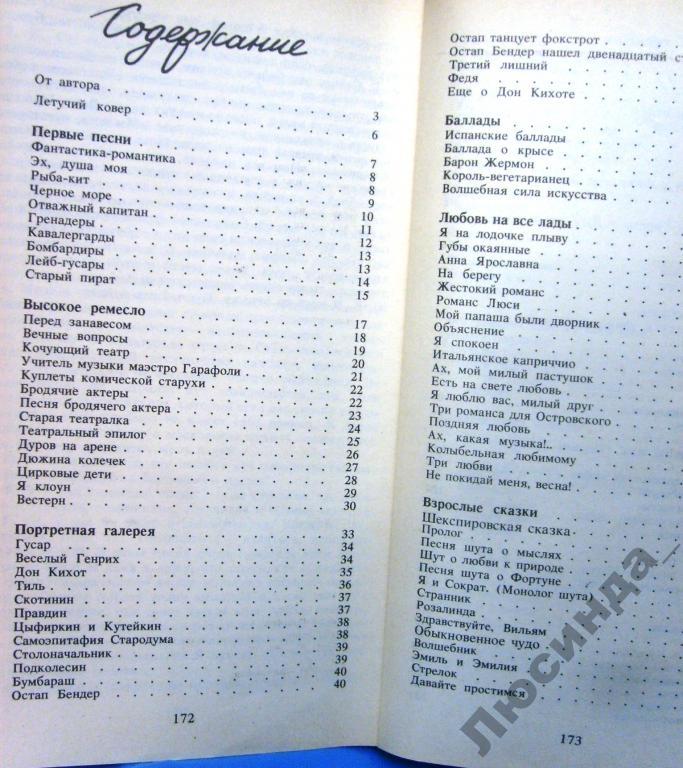 Содержание
От автора . . . . . . . . . . 3
Летучий ковер . . . . . . . . . . 6
Первые песни . . . . . . . . . . 7
Фантастика-романтика . . . . . . . . . . 8
Эх, душа моя . . . . . . . . . . 8
Рыба-кит . . . . . . . . . . 9
Черное море . . . . . . . . . . 10
Отважный капитан . . . . . . . . . . 11
Гренадеры . . . . . . . . . . 12
Кавалергарды . . . . . . . . . . 13
Бомбардиры . . . . . . . . . . 13
Лейб-гусары . . . . . . . . . . 14
Старый пират . . . . . . . . . . 15
Высокое ремесло . . . . . . . . . . 17
Перед занавесом . . . . . . . . . . 18
Вечные вопросы . . . . . . . . . . 19
Кочующий театр . . . . . . . . . . 20
Учитель музыки маэстро Гарафоли . . . . . . 21
Куплеты комической старухи . . . . . . . 22
Бродячие актеры . . . . . . . . . . 22
Песня бродячего актера . . . . . . . . 23
Старая театралка . . . . . . . . . . 24
Театральный эпилог . . . . . . . . . 25
Дуров на арене . . . . . . . . . . 26
Дюжина колечек . . . . . . . . . . 27
Цирковые дети . . . . . . . . . . 28
Я клоун . . . . . . . . . . 29
Вестерн . . . . . . . . . . 30
Портретная галерея . . . . . . . . . 33
Гусар . . . . . . . . . . 34
Веселый Генрих . . . . . . . . . . 34
Дон Кихот . . . . . . . . . . 35
Тиль . . . . . . . . . . 36
Скотинин . . . . . . . . . . 37
Правдин . . . . . . . . . . 37
Цыфиркин и Кутейкин . . . . . . . . 38
Самоэпитафия Стародума . . . . . . . . 38
Столоначальник . . . . . . . . . . 39
Подколесин . . . . . . . . . . 39
Бумбараш . . . . . . . . . . 40
Остап Бендер . . . . . . . . . . 40
172
Остап танцует фокстрот . . . .
Остап Бендер нашел двенадцатый ст
Третий лишний . . . . .
Федя . . . . . .
Еще о Дон Кихоте . . . . .
Баллады . . . . . .
Испанские баллады . . . . .
Баллада о крысе . . . . .
Барон Жермон . . . . .
Король-вегетарианец . . . . .
Волшебная сила искусства . . . .
Любовь на все лады . . . . .
Я на лодочке плыву . . . . .
Губы окаянные . . . . .
Анна Ярославна . . . . .
На берегу . . . . . .
Жестокий романс . . . . .
Романс Люси . . . . .
Мой папаша были дворник . . . .
Объяснение . . . . . .
Я спокоен . . . . . .
Итальянское каприччио . . . . .
Ах, мой милый пастушок . . . .
Есть на свете любовь . . . . .
Я люблю вас, милый друг . . . .
Три романса для Островского . . . .
Поздняя любовь . . . . .
Ах, какая музыка!.. . . . . .
Колыбельная любимому . . . . .
Три любви . . . . . .
Не покидай меня, весна! . . . . .
Взрослые сказки . . . . .
Шекспировская сказка . . . . .
Пролог . . . . . .
Песня шута о мыслях . . . . .
Шут о любви к природе . . . . .
Песня шута о Фортуне . . . . .
Я и Сократ. (Монолог шута) . . . .
Странник . . . . . .
Розалинда . . . . . .
Здравствуйте, Вильям . . . . .
Обыкновенное чудо . . . . .
Волшебник . . . . . .
Эмиль и Эмилия . . . . .
Стрелок . . . . . .
Давайте простимся . . . . .
173
Люсинда_